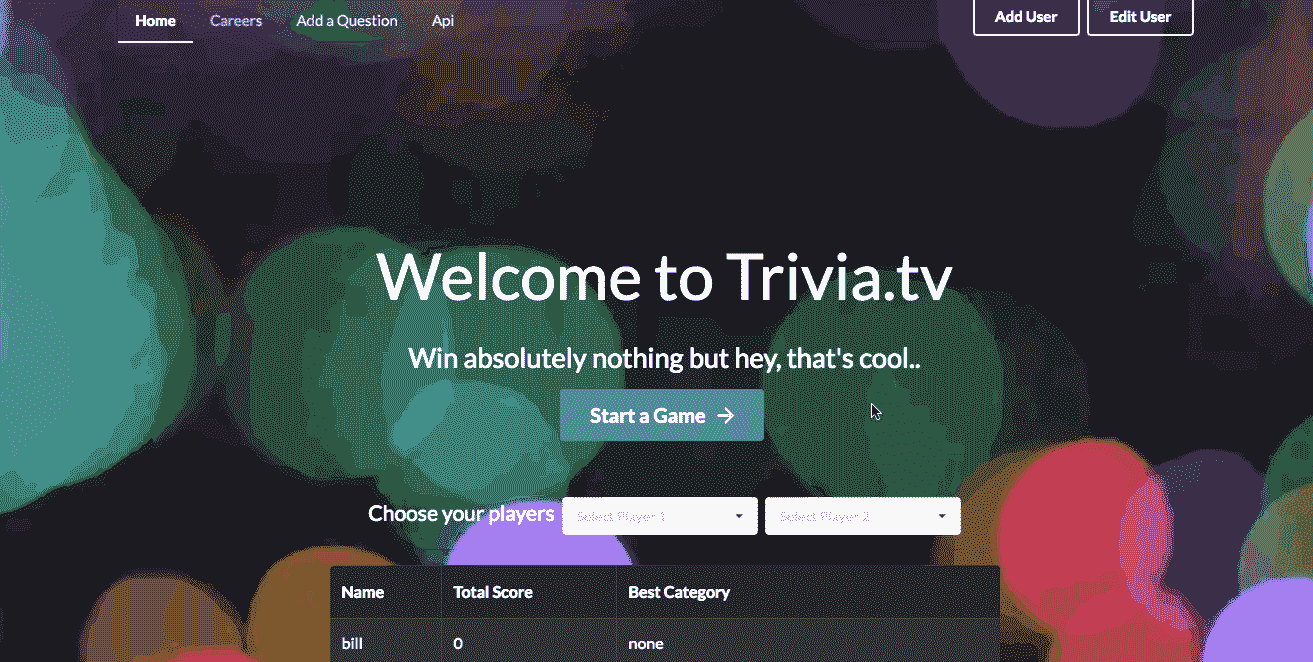 Home Careers Add a Question Api Add User Edit User
Welcome to Trivia.tv
Win absolutely nothing but hey, that's cool..
Start a Game
Choose your players Select Player 1 Select Player 2
Name Total Score Best Category
bill 0 none